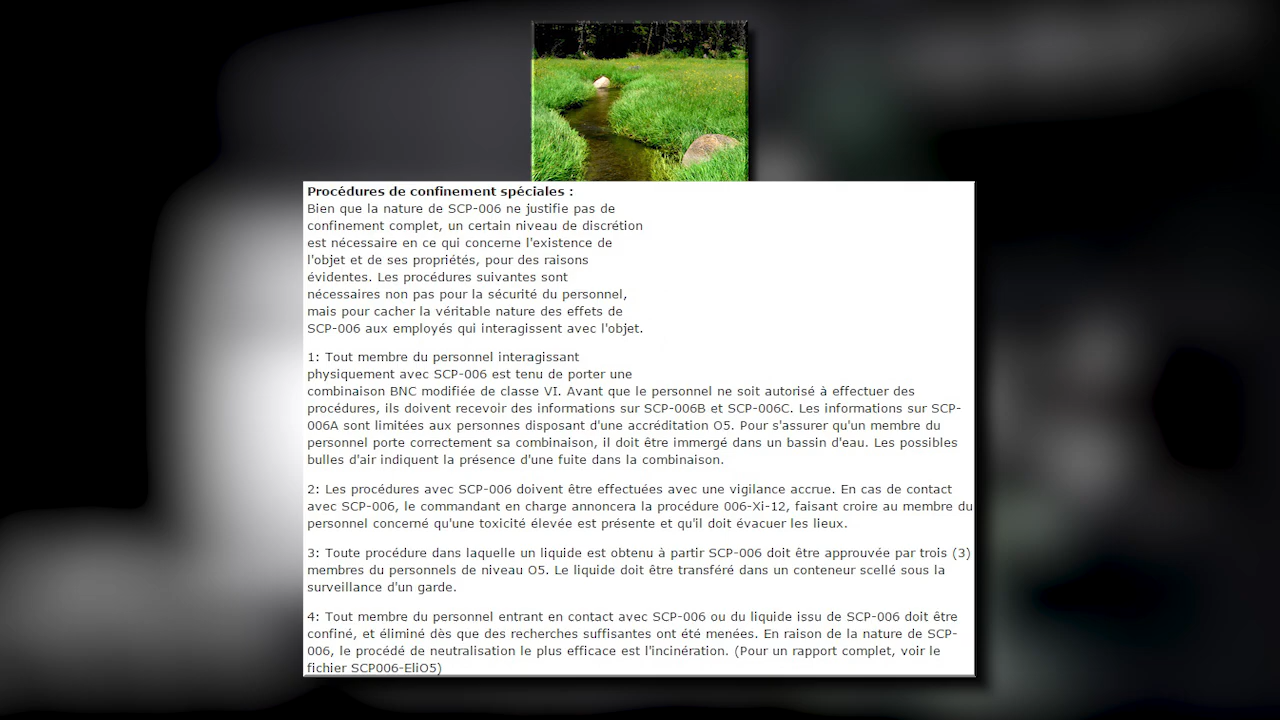 Procédures de confinement spéciales :
Bien que la nature de SCP-006 ne justifie pas de
confinement complet, un certain niveau de discrétion
est nécessaire en ce qui concerne l'existence de
l'objet et de ses propriétés, pour des raisons
évidentes. Les procédures suivantes sont
nécessaires non pas pour la sécurité du personnel,
mais pour cacher la véritable nature des effets de
SCP-006 aux employés qui interagissent avec l'objet.
1: Tout membre du personnel interagissant
physiquement avec SCP-006 est tenu de porter une
combinaison BNC modifiée de classe VI. Avant que le personnel ne soit autorisé à effectuer des
procédures, ils doivent recevoir des informations sur SCP-006B et SCP-006C. Les informations sur SCP-
006A sont limitées aux personnes disposant d'une accréditation O5. Pour s'assurer qu'un membre du
personnel porte correctement sa combinaison, il doit être immergé dans un bassin d'eau. Les possibles
bulles d'air indiquent la présence d'une fuite dans la combinaison.
2: Les procédures avec SCP-006 doivent être effectuées avec une vigilance accrue. En cas de contact
avec SCP-006, le commandant en charge annoncera la procédure 006-Xi-12, faisant croire au membre du
personnel concerné qu'une toxicité élevée est présente et qu'il doit évacuer les lieux.
3: Toute procédure dans laquelle un liquide est obtenu à partir SCP-006 doit être approuvée par trois (3)
membres du personnels de niveau O5. Le liquide doit être transféré dans un conteneur scellé sous la
surveillance d'un garde.
4: Tout membre du personnel entrant en contact avec SCP-006 ou du liquide issu de SCP-006 doit être
confiné, et éliminé dès que des recherches suffisantes ont été menées. En raison de la nature de SCP-
006, le procédé de neutralisation le plus efficace est l'incinération. (Pour un rapport complet, voir le
fichier SCP006-EliO5)